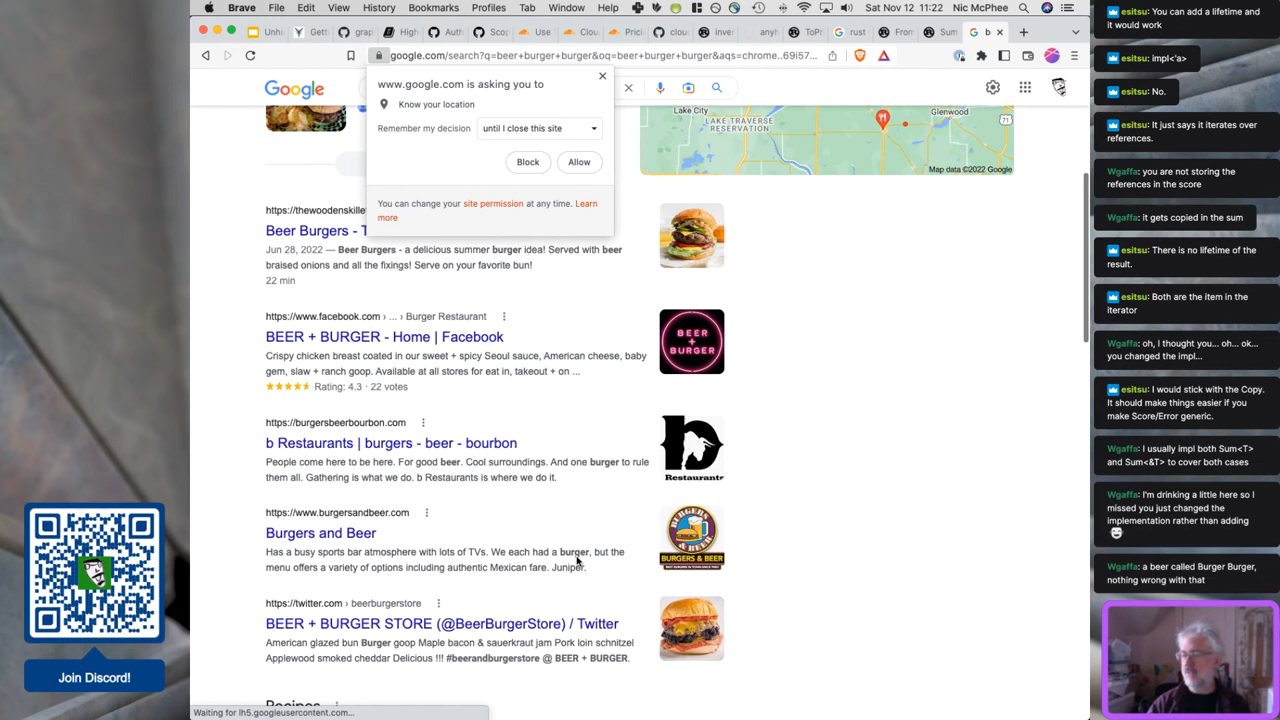 Brave File Edit View History Bookmarks Profiles Tab Window Help Sat Nov 12 11:22 Nic McPhee
Unhi Gett grap High Auth Scop Use Clou Prici clou inver anyh ToPr rust From Sum b
google.com/search?q=beer+burger+burger&oq=beer+burger+burger&aqs=chrome..69i57...
www.google.com is asking you to
Know your location
Remember my decision until I close this site
Block Allow
You can change your site permission at any time. Learn
more
Lake City
LAKE TRAVERSE
RESERVATION
Glenwood
71
Map data ©2022 Google
https://thewoodenskille
Beer Burgers - T
Jun 28, 2022 — Beer Burgers - a delicious summer burger idea! Served with beer
braised onions and all the fixings! Serve on your favorite bun!
22 min
https://www.facebook.com › ... › Burger Restaurant
BEER + BURGER - Home | Facebook
Crispy chicken breast coated in our sweet + spicy Seoul sauce, American cheese, baby
gem, slaw + ranch goop. Available at all stores for eat in, takeout + on ...
Rating: 4.3 · 22 votes
BEER
+
BURGER
https://burgersbeerbourbon.com
b Restaurants | burgers - beer - bourbon
People come here to be here. For good beer. Cool surroundings. And one burger to rule
them all. Gathering is what we do. b Restaurants is where we do it.
b
Restaurants
https://www.burgersandbeer.com
Burgers and Beer
Has a busy sports bar atmosphere with lots of TVs. We each had a burger, but the
menu offers a variety of options including authentic Mexican fare. Juniper.
BURGERS & BEER
https://twitter.com › beerburgerstore
BEER + BURGER STORE (@BeerBurgerStore) / Twitter
American glazed bun Burger goop Maple bacon & sauerkraut jam Pork loin schnitzel
Applewood smoked cheddar Delicious !!! #beerandburgerstore @ BEER + BURGER.
Recipes
Waiting for lh5.googleusercontent.com...
Join Discord!
esitsu: You can add a lifetime and
it would work
esitsu: impl<'a>
esitsu: No.
esitsu: It just says it iterates over
references.
Wgaffa: you are not storing the
references in the score
Wgaffa: it gets copied in the sum
esitsu: There is no lifetime of the
result.
esitsu: Both are the item in the
iterator
Wgaffa: oh, I thought you... oh... ok...
you changed the impl...
esitsu: I would stick with the Copy.
It should make things easier if you
make Score/Error generic.
Wgaffa: I usually impl both Sum<T>
and Sum<&T> to cover both cases
Wgaffa: I'm drinking a little here so I
missed you just changed the
implementation rather than adding
Wgaffa: a beer called Burger Burger,
nothing wrong with that